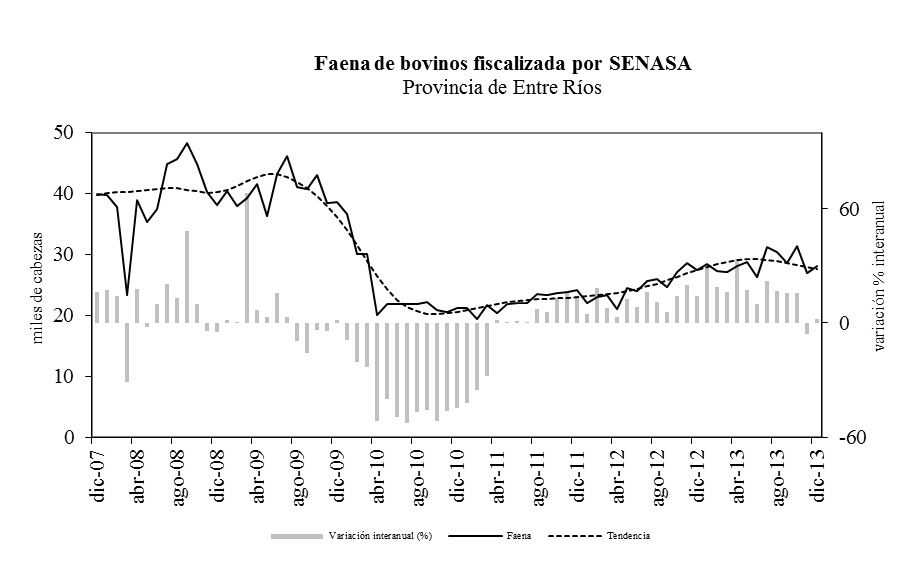 Faena de bovinos fiscalizada por SENASA
Provincia de Entre Ríos
miles de cabezas
50
40
30
20
10
0
60
0
-60
variación % interanual
dic-07
abr-08
ago-08
dic-08
abr-09
ago-09
dic-09
abr-10
ago-10
dic-10
abr-11
ago-11
dic-11
abr-12
ago-12
dic-12
abr-13
ago-13
dic-13
Variación interanual (%)
Faena
Tendencia